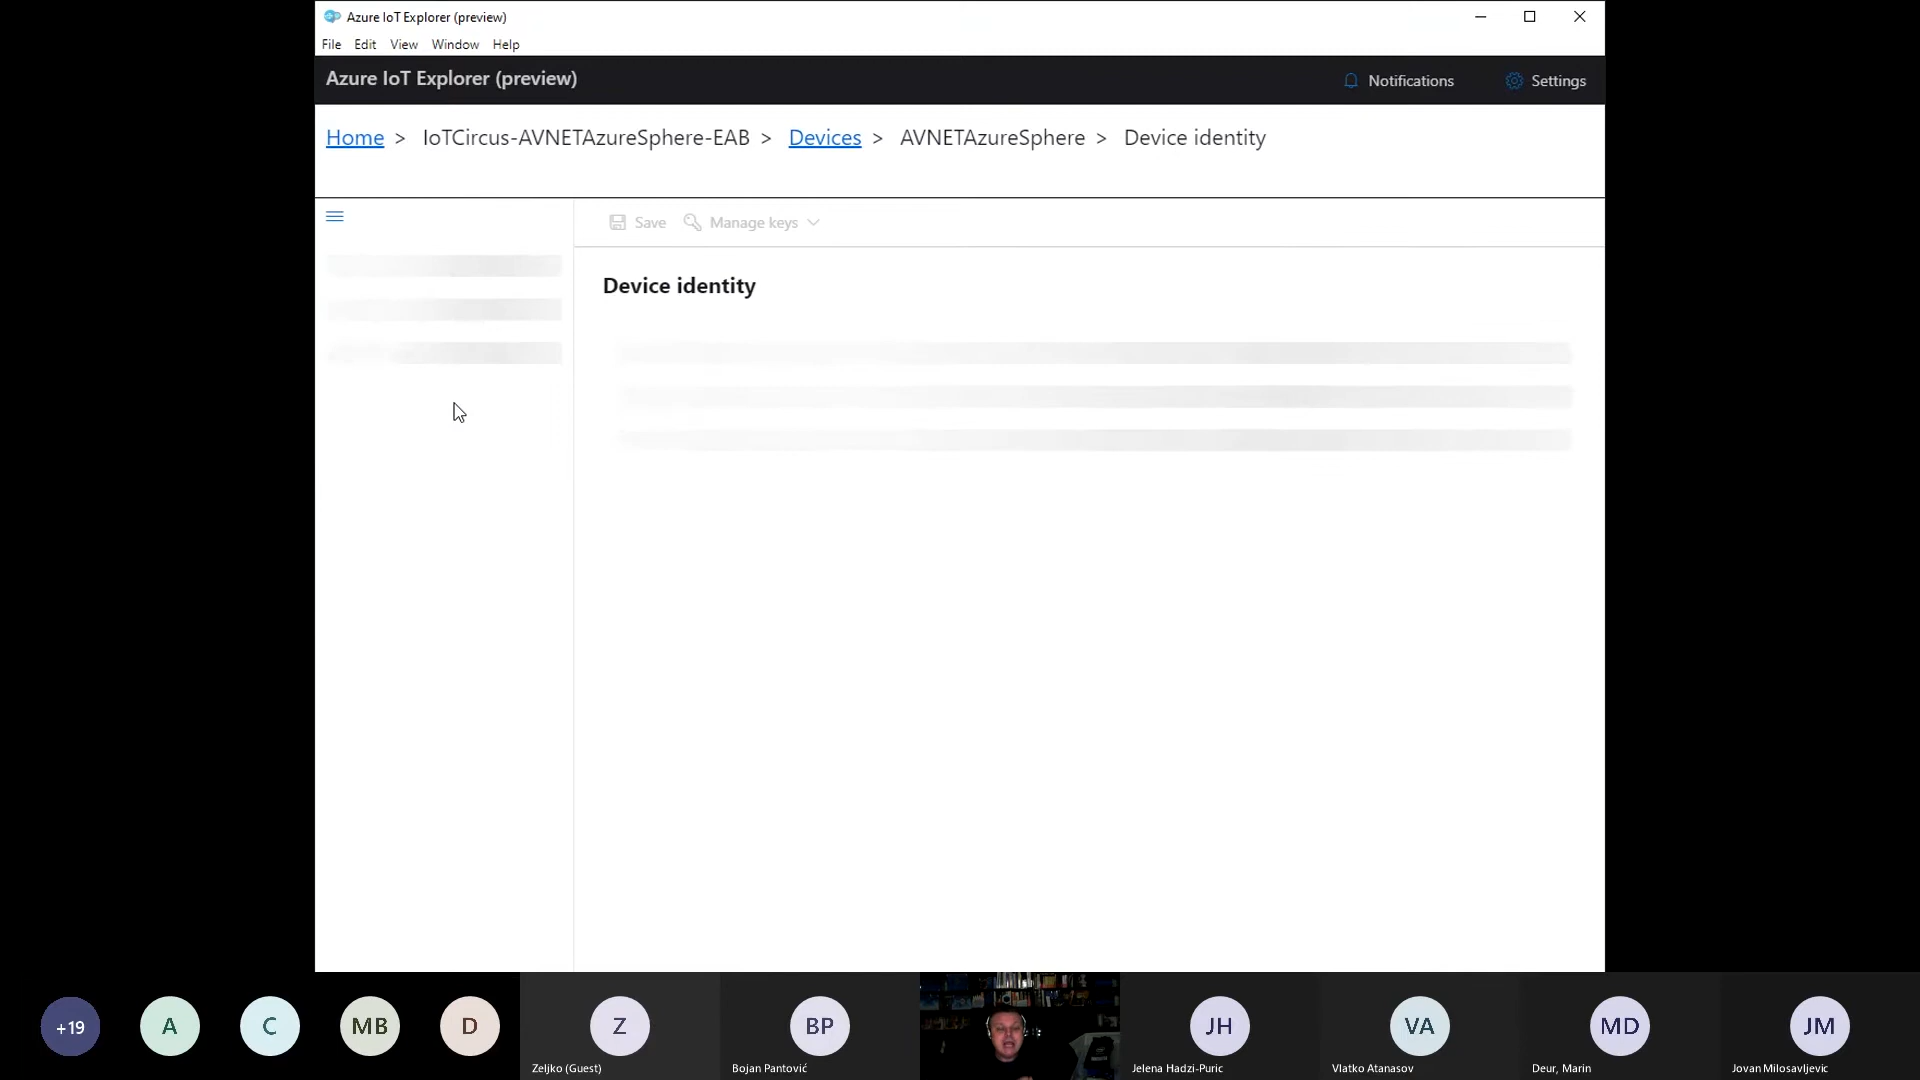 Azure IoT Explorer (preview)
File Edit View Window Help
Azure IoT Explorer (preview)
Notifications
Settings
Home > IoTCircus-AVNETAzureSphere-EAB > Devices > AVNETAzureSphere > Device identity
Save
Manage keys
Device identity
+19
A
C
MB
D
Z
BP
JH
VA
MD
JM
Zeljko (Guest)
Bojan Pantović
Jelena Hadzi-Puric
Vlatko Atanasov
Deur, Marin
Jovan Milosavljevic